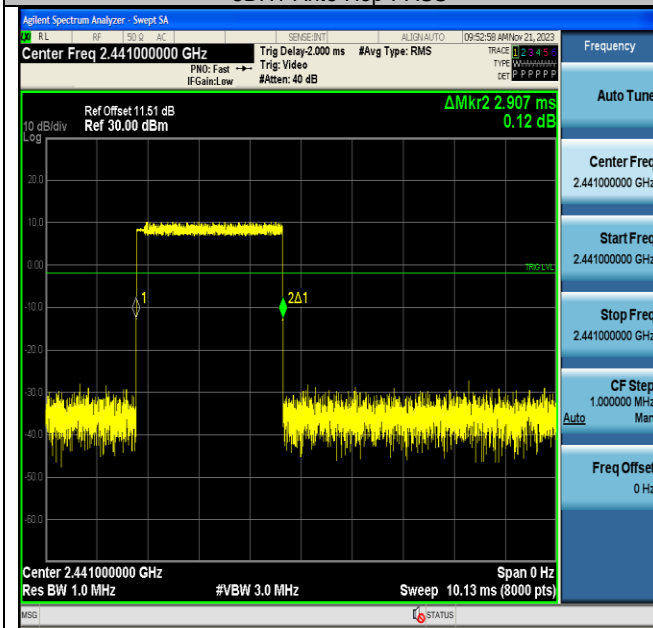 Agilent Spectrum Analyzer - Swept SA
RL RF 50 Ω AC SENSE:INT ALIGN AUTO 09:52:58 AM Nov 21, 2023
Center Freq 2.441000000 GHz
PNO: Fast
IFGain:Low
Trig Delay-2.000 ms
Trig: Video
#Atten: 40 dB
#Avg Type: RMS
TRACE 1 2 3 4 5 6
TYPE
DET P P P P P P
Ref Offset 11.51 dB
10 dB/div Ref 30.00 dBm
Log
ΔMkr2 2.907 ms
0.12 dB
20.0
10.0
0.00
TRIG LVL
-10.0
1
2Δ1
-20.0
-30.0
-40.0
-50.0
-60.0
Center 2.441000000 GHz
Span 0 Hz
Res BW 1.0 MHz
#VBW 3.0 MHz
Sweep 10.13 ms (8000 pts)
MSG
STATUS
Frequency
Auto Tune
Center Freq
2.441000000 GHz
Start Freq
2.441000000 GHz
Stop Freq
2.441000000 GHz
CF Step
1.000000 MHz
Auto Man
Freq Offset
0 Hz